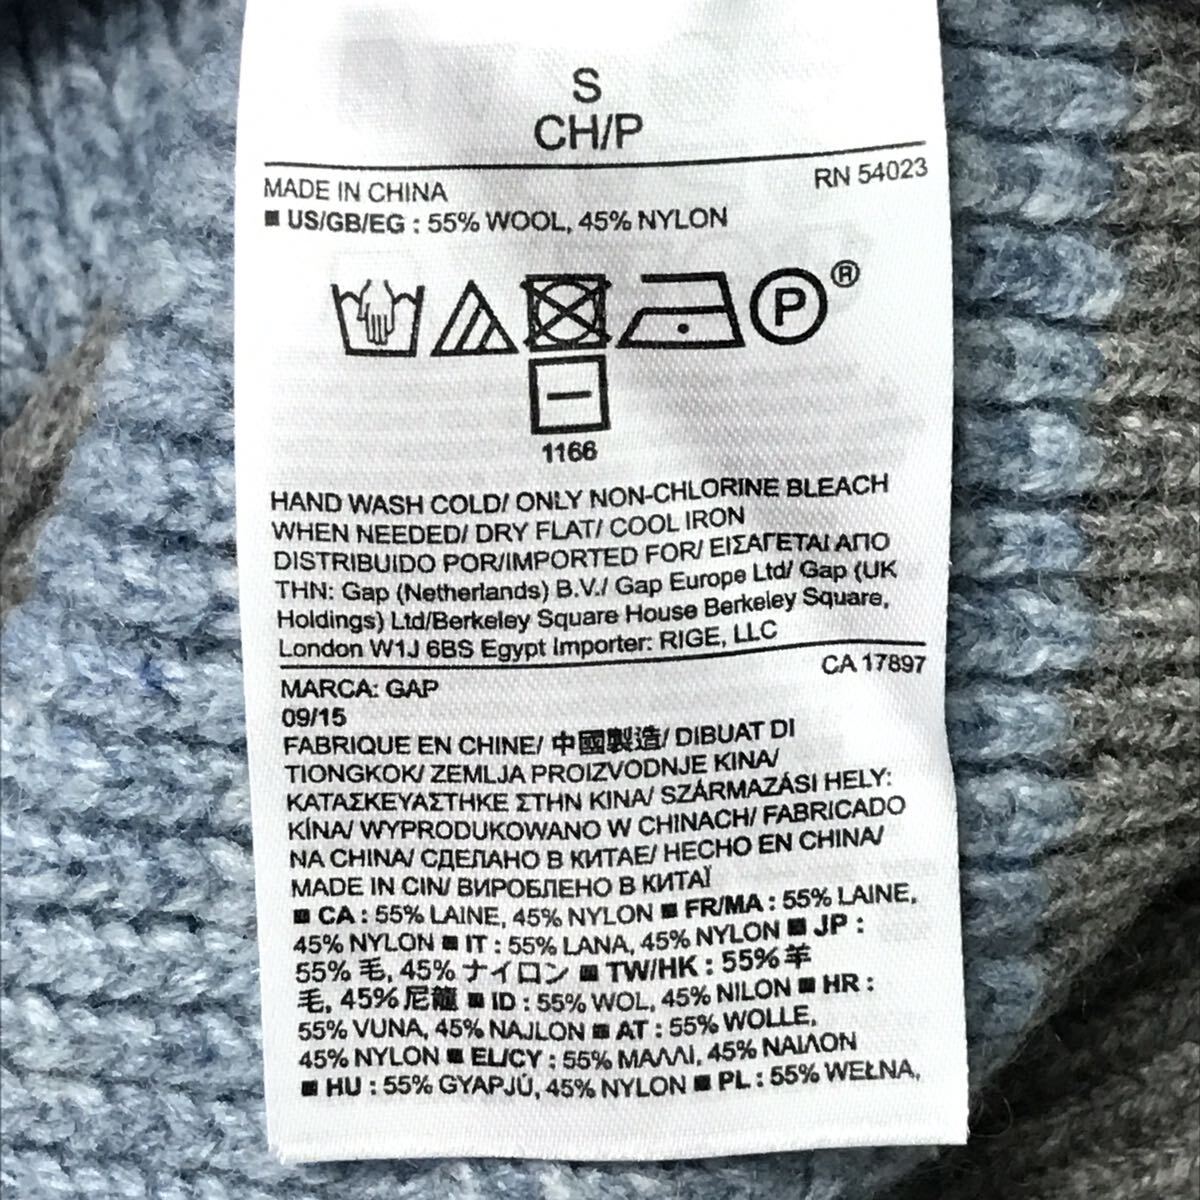 S
CH/P
MADE IN CHINA
RN 54023
■ US/GB/EG : 55% WOOL, 45% NYLON
P ®
1166
HAND WASH COLD/ ONLY NON-CHLORINE BLEACH
WHEN NEEDED/ DRY FLAT/ COOL IRON
DISTRIBUIDO POR/IMPORTED FOR/ ΕΙΣΑΓΕΤΑΙ ΑΠΟ
ΤΗΝ: Gap (Netherlands) B.V./ Gap Europe Ltd/ Gap (UK
Holdings) Ltd/Berkeley Square House Berkeley Square,
London W1J 6BS Egypt Importer: RIGE, LLC
CA 17897
MARCA: GAP
09/15
FABRIQUE EN CHINE/ 中國製造/ DIBUAT DI
TIONGKOK/ ZEMLJA PROIZVODNJE KINA/
ΚΑΤΑΣΚΕΥΑΣΤΗΚΕ ΣΤΗΝ ΚΙΝΑ/ SZÁRMAZÁSI HELY:
KÍNA/ WYPRODUKOWANO W CHINACH/ FABRICADO
NA CHINA/ СДЕЛАНО В КИТАЕ/ HECHO EN CHINA/
MADE IN CIN/ ВИРОБЛЕНО В КИТАЇ
■ CA : 55% LAINE, 45% NYLON ■ FR/MA : 55% LAINE,
45% NYLON ■ IT : 55% LANA, 45% NYLON ■ JP :
55% 毛, 45% ナイロン ■ TW/HK : 55% 羊
毛, 45% 尼龍 ■ ID : 55% WOL, 45% NILON ■ HR :
55% VUNA, 45% NAJLON ■ AT : 55% WOLLE,
45% NYLON ■ EL/CY : 55% ΜΑΛΛΙ, 45% ΝΑΙΛΟΝ
■ HU : 55% GYAPJÚ, 45% NYLON ■ PL : 55% WEŁNA,